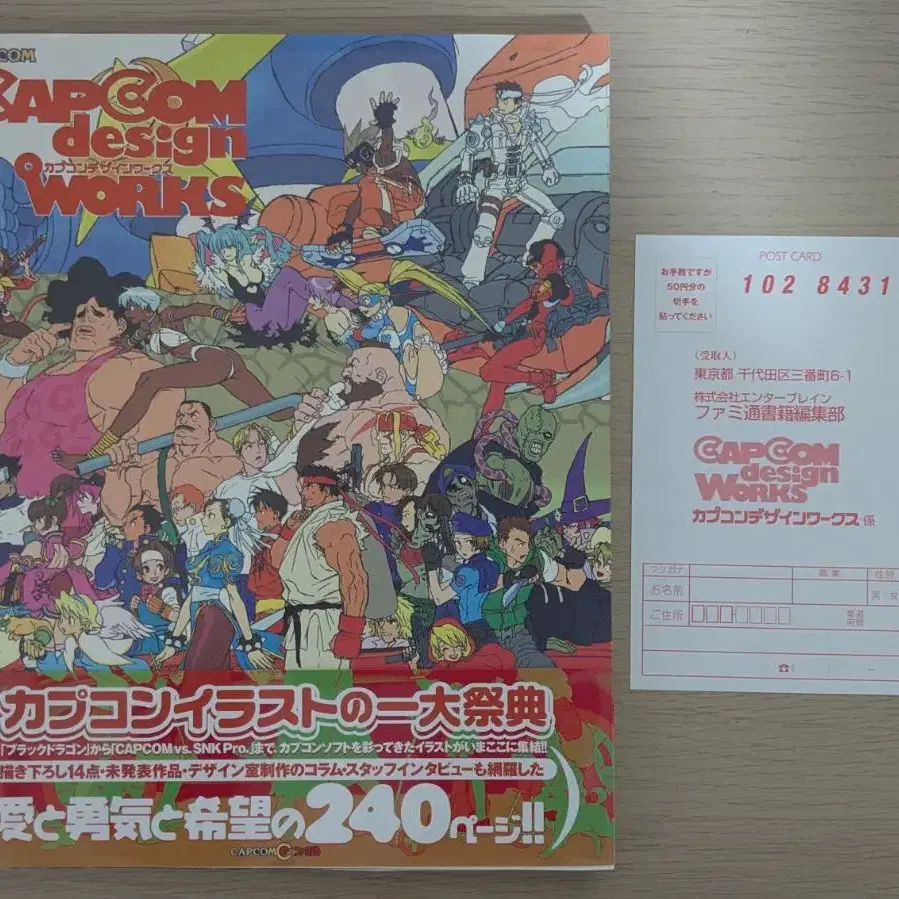 COM
CAPCOM
design
カプコンデザインワークス
WORKS
カプコンイラストの一大祭典
「ブラックドラゴン」から「CAPCOM vs. SNK Pro.」まで、カプコンソフトを彩ってきたイラストがいまここに集結!!
描き下ろし14点・未発表作品・デザイン室制作のコラム・スタッフインタビューも網羅した
愛と勇気と希望の240ページ!!
CAPCOM
POST CARD
お手数ですが
50円分の
切手を
貼ってください
102 8431
(受取人)
東京都 千代田区三番町6-1
株式会社エンターブレイン
ファミ通書籍編集部
CAPCOM
design
WORKS
カプコンデザインワークス 係
フリガナ
職業
性別
お名前
男 女
ご住所
都道
府県
☎( ) –